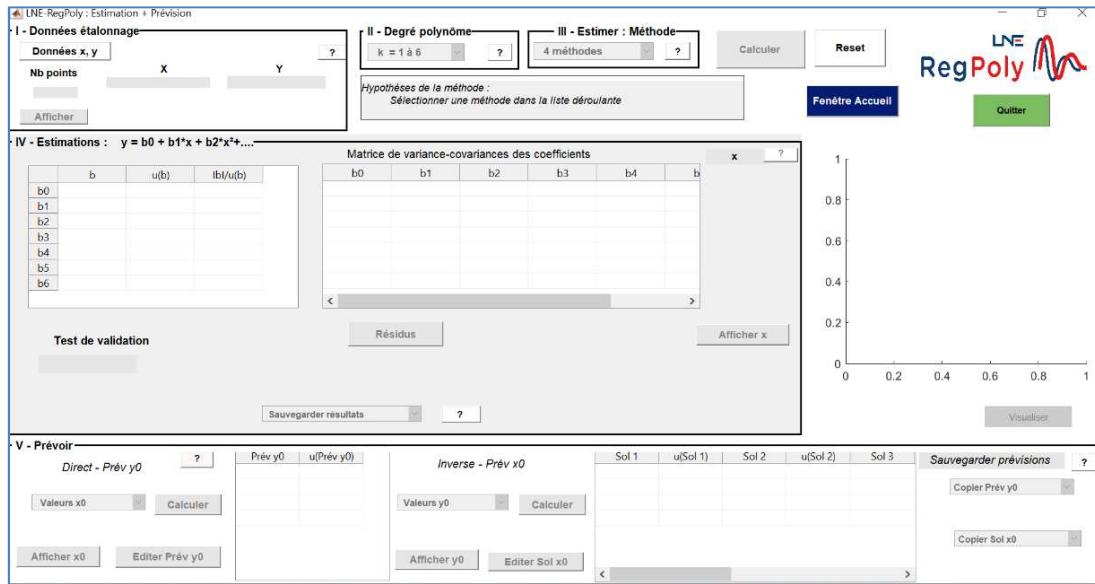 LNE-RegPoly : Estimation + Prévision
I - Données étalonnage
Données x, y
?
Nb points
X
Y
Afficher
II - Degré polynôme
k = 1 à 6
?
III - Estimer : Méthode
4 méthodes
?
Calculer
Reset
LNE
RegPoly
Hypothèses de la méthode :
Sélectionner une méthode dans la liste déroulante
Fenêtre Accueil
Quitter
IV - Estimations : y = b0 + b1*x + b2*x²+....
b u(b) IbI/u(b)
b0
b1
b2
b3
b4
b5
b6
Matrice de variance-covariances des coefficients
x
?
b0 b1 b2 b3 b4 b
Test de validation
Résidus
Afficher x
Sauvegarder résultats
?
1
0.8
0.6
0.4
0.2
0
0 0.2 0.4 0.6 0.8 1
Visualiser
V - Prévoir
Direct - Prév y0
?
Valeurs x0
Calculer
Afficher x0
Editer Prév y0
Prév y0 u(Prév y0)
Inverse - Prév x0
Valeurs y0
Calculer
Afficher y0
Editer Sol x0
Sol 1 u(Sol 1) Sol 2 u(Sol 2) Sol 3
Sauvegarder prévisions
?
Copier Prév y0
Copier Sol x0